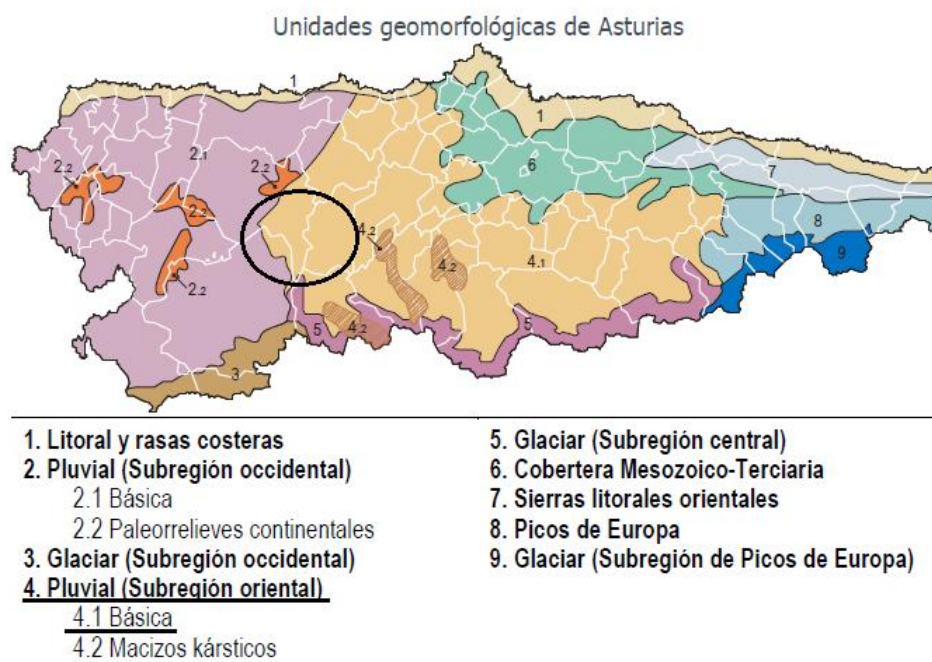 Unidades geomorfológicas de Asturias
1
1
2.2
2.1
2.2
2.2
2.2
6
7
8
9
4.2
4.2
4.1
4.2
5
5
3
1. Litoral y rasas costeras
2. Pluvial (Subregión occidental)
2.1 Básica
2.2 Paleorrelieves continentales
3. Glaciar (Subregión occidental)
4. Pluvial (Subregión oriental)
4.1 Básica
4.2 Macizos kársticos
5. Glaciar (Subregión central)
6. Cobertera Mesozoico-Terciaria
7. Sierras litorales orientales
8. Picos de Europa
9. Glaciar (Subregión de Picos de Europa)